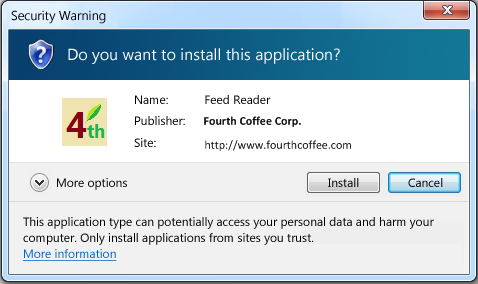 Security Warning
Do you want to install this application?
4th
Name: Feed Reader
Publisher: Fourth Coffee Corp.
Site: http://www.fourthcoffee.com
More options
Install
Cancel
This application type can potentially access your personal data and harm your
computer. Only install applications from sites you trust.
More information